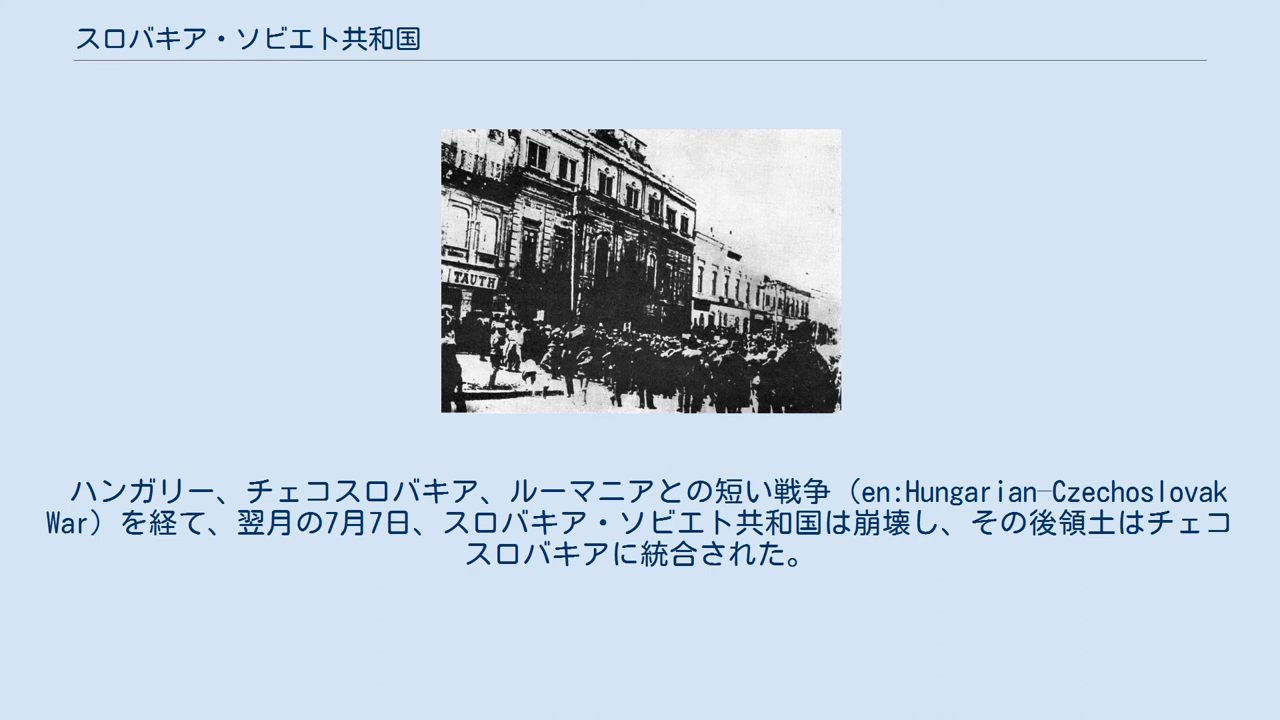 スロバキア・ソビエト共和国
TAUTH
ハンガリー、チェコスロバキア、ルーマニアとの短い戦争（en:Hungarian–Czechoslovak
War）を経て、翌月の7月7日、スロバキア・ソビエト共和国は崩壊し、その後領土はチェコ
スロバキアに統合された。